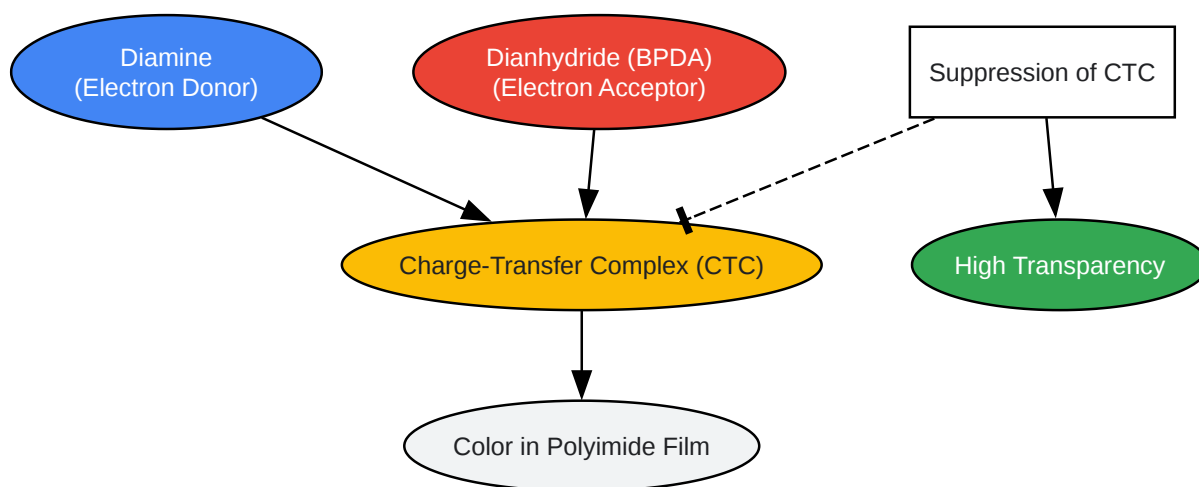 Diamine
(Electron Donor)
Dianhydride (BPDA)
(Electron Acceptor)
Suppression of CTC
Charge-Transfer Complex (CTC)
High Transparency
Color in Polyimide Film